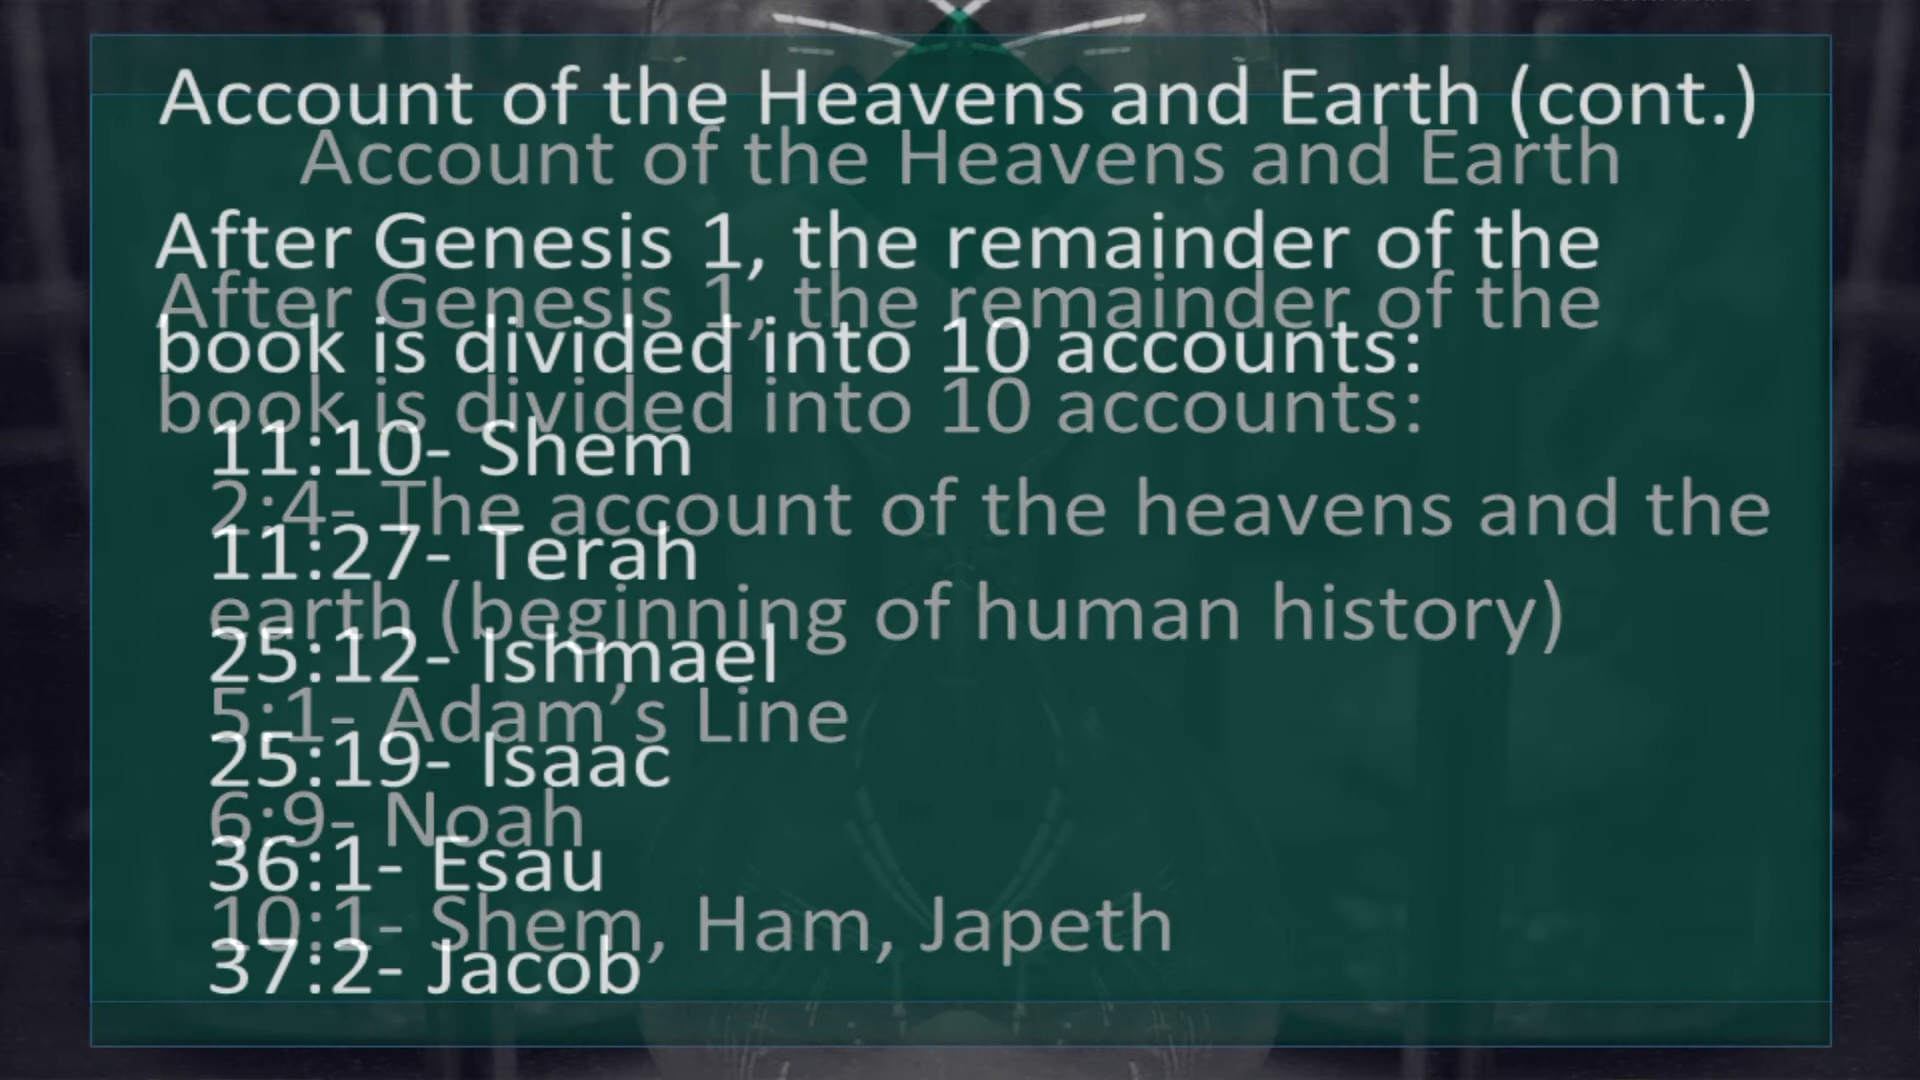 Account of the Heavens and Earth (cont.)
Account of the Heavens and Earth
After Genesis 1, the remainder of the
After Genesis 1, the remainder of the
book is divided into 10 accounts:
book is divided into 10 accounts:
11:10- Shem
2:4- The account of the heavens and the
11:27- Terah
earth (beginning of human history)
25:12- Ishmael
5:1- Adam’s Line
25:19- Isaac
6:9- Noah
36:1- Esau
10:1- Shem, Ham, Japeth
37:2- Jacob